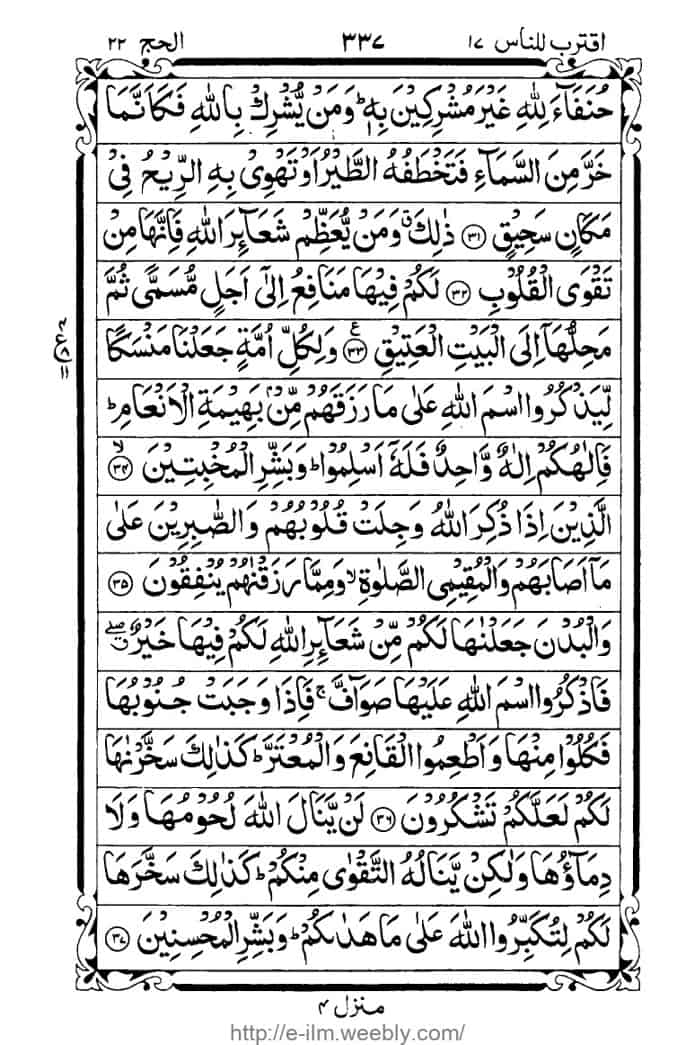 اقترب للناس ١٧ ٣٣٧ الحج ٢٢
حُنَفَآءَ لِلّٰهِ غَيۡرَ مُشۡرِكِيۡنَ بِهٖ‌ؕ وَمَنۡ يُّشۡرِكۡ بِاللّٰهِ فَكَاَنَّمَا
خَرَّ مِنَ السَّمَآءِ فَتَخۡطَفُهُ الطَّيۡرُ اَوۡ تَهۡوِىۡ بِهِ الرِّيۡحُ فِىۡ
مَكَانٍ سَحِيۡقٍ ﴿٣١﴾ ذٰلِكَ ۛ وَمَنۡ يُّعَظِّمۡ شَعَآئِرَ اللّٰهِ فَاِنَّهَا مِنۡ
تَقۡوَى الۡقُلُوۡبِ ﴿٣٢﴾ لَكُمۡ فِيۡهَا مَنَافِعُ اِلٰٓى اَجَلٍ مُّسَمًّى ثُمَّ
مَحِلُّهَاۤ اِلَى الۡبَيۡتِ الۡعَتِيۡقِ ﴿٣٣﴾ وَلِكُلِّ اُمَّةٍ جَعَلۡنَا مَنۡسَكًا
لِّيَذۡكُرُوا اسۡمَ اللّٰهِ عَلٰى مَا رَزَقَهُمۡ مِّنۡۢ بَهِيۡمَةِ الۡاَنۡعَامِ‌ؕ
فَاِلٰهُكُمۡ اِلٰهٌ وَّاحِدٌ فَلَهٗۤ اَسۡلِمُوۡا‌ؕ وَبَشِّرِ الۡمُخۡبِتِيۡنَ ﴿٣٤﴾
الَّذِيۡنَ اِذَا ذُكِرَ اللّٰهُ وَجِلَتۡ قُلُوۡبُهُمۡ وَالصّٰبِرِيۡنَ عَلٰى
مَاۤ اَصَابَهُمۡ وَالۡمُقِيۡمِى الصَّلٰوةِ ۙ وَمِمَّا رَزَقۡنٰهُمۡ يُنۡفِقُوۡنَ ﴿٣٥﴾
وَالۡبُدۡنَ جَعَلۡنٰهَا لَكُمۡ مِّنۡ شَعَآئِرِ اللّٰهِ لَكُمۡ فِيۡهَا خَيۡرٌ‌ ۖ
فَاذۡكُرُوا اسۡمَ اللّٰهِ عَلَيۡهَا صَوَآفَّ‌ ۚ فَاِذَا وَجَبَتۡ جُنُوۡبُهَا
فَكُلُوۡا مِنۡهَا وَاَطۡعِمُوا الۡقَانِعَ وَالۡمُعۡتَرَّ ‌ؕ كَذٰلِكَ سَخَّرۡنٰهَا
لَكُمۡ لَعَلَّكُمۡ تَشۡكُرُوۡنَ ﴿٣٦﴾ لَنۡ يَّنَالَ اللّٰهَ لُحُوۡمُهَا وَلَا
دِمَآؤُهَا وَلٰكِنۡ يَّنَالُهُ التَّقۡوٰى مِنۡكُمۡ‌ؕ كَذٰلِكَ سَخَّرَهَا
لَكُمۡ لِتُكَبِّرُوا اللّٰهَ عَلٰى مَا هَدٰٮكُمۡ‌ؕ وَبَشِّرِ الۡمُحۡسِنِيۡنَ ﴿٣٧﴾
منزل ۴
http://e-ilm.weebly.com/